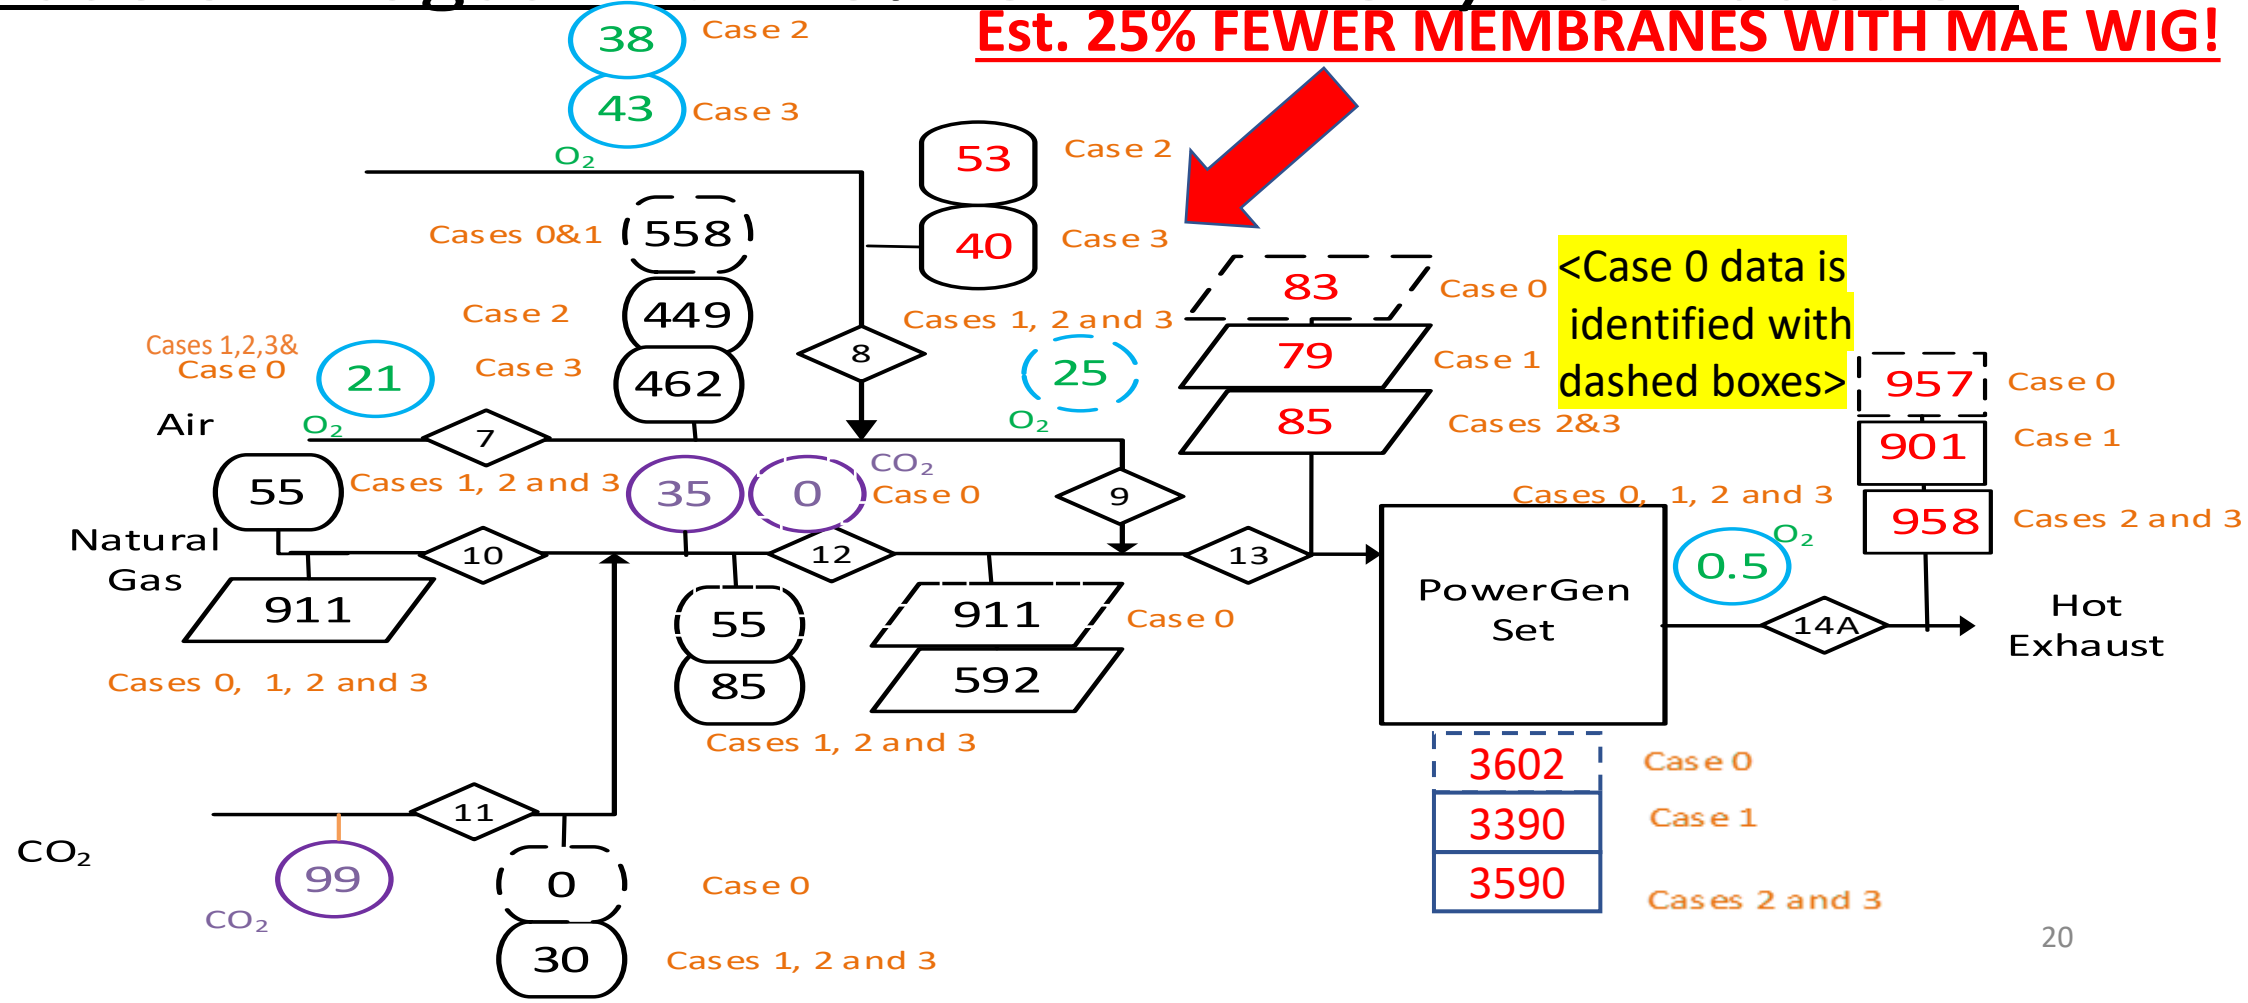 Est. 25% FEWER MEMBRANES WITH MAE WIG!
38 Case 2
43 Case 3
O₂
53 Case 2
40 Case 3
Cases 0&1 558
Case 2 449
Case 3 462
8
Cases 1,2,3&
Case 0
21
O₂
Air
7
Cases 1, 2 and 3
25
O₂
83 Case 0
79 Case 1
85 Cases 2&3
<Case 0 data is
identified with
dashed boxes>
957 Case 0
901 Case 1
958 Cases 2 and 3
55 Cases 1, 2 and 3
35 0 CO₂
Case 0
9
Natural
Gas
10
12
13
911
Cases 0, 1, 2 and 3
55
85
Cases 1, 2 and 3
911 Case 0
592
PowerGen
Set
Cases 0, 1, 2 and 3
O₂
0.5
14A
Hot
Exhaust
3602 Case 0
3390 Case 1
3590 Cases 2 and 3
CO₂
11
99
CO₂
0 Case 0
30 Cases 1, 2 and 3
20